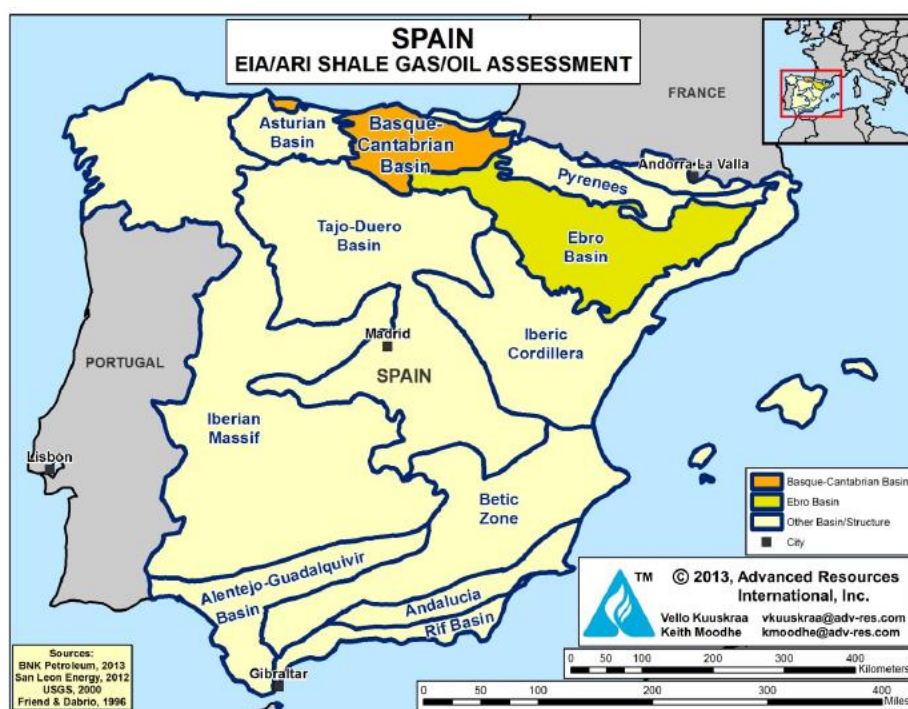 SPAIN
EIA/ARI SHALE GAS/OIL ASSESSMENT
FRANCE
Asturian
Basin
Basque-
Cantabrian
Basin
Andorra La Valla
Pyrenees
Tajo-Duero
Basin
Ebro
Basin
Madrid
Iberic
Cordillera
PORTUGAL
SPAIN
Iberian
Massif
Lisbon
Betic
Zone
Alentejo-Guadalquivir
Basin
Andalucia
Rif Basin
Gibraltar
Basque-Cantabrian Basin
Ebro Basin
Other Basin/Structure
City
TM
© 2013, Advanced Resources
International, Inc.
Vello Kuuskraa vkuuskraa@adv-res.com
Keith Moodhe kmoodhe@adv-res.com
Sources:
BNK Petroleum, 2013
San Leon Energy, 2012
USGS, 2000
Friend & Dabrio, 1996
0 50 100 200 300 400
Kilometers
0 50 100 200 300 400
Miles